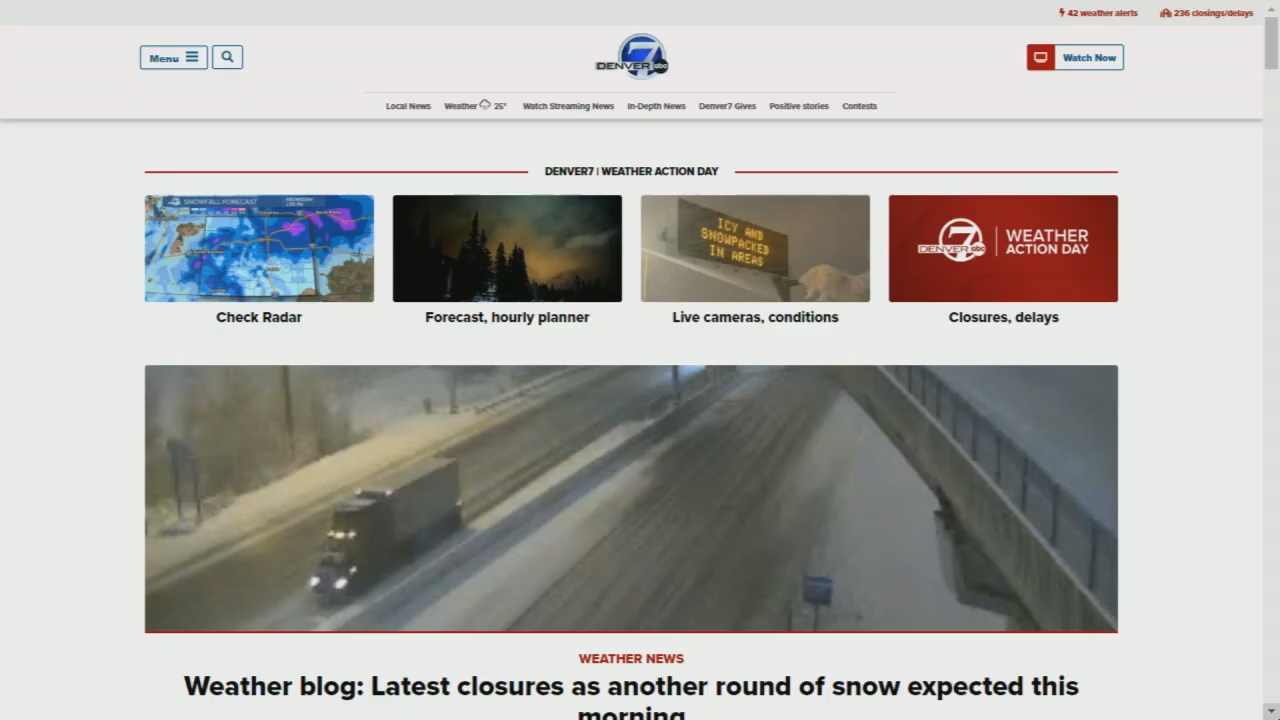 42 weather alerts
236 closings/delays
Menu
7
DENVER abc
Watch Now
Local News
Weather 25°
Watch Streaming News
In-Depth News
Denver7 Gives
Positive stories
Contests
DENVER7 | WEATHER ACTION DAY
SNOWFALL FORECAST
ICY AND
SNOWPACKED
IN AREAS
7
DENVER abc
WEATHER
ACTION DAY
Check Radar
Forecast, hourly planner
Live cameras, conditions
Closures, delays
WEATHER NEWS
Weather blog: Latest closures as another round of snow expected this
morning